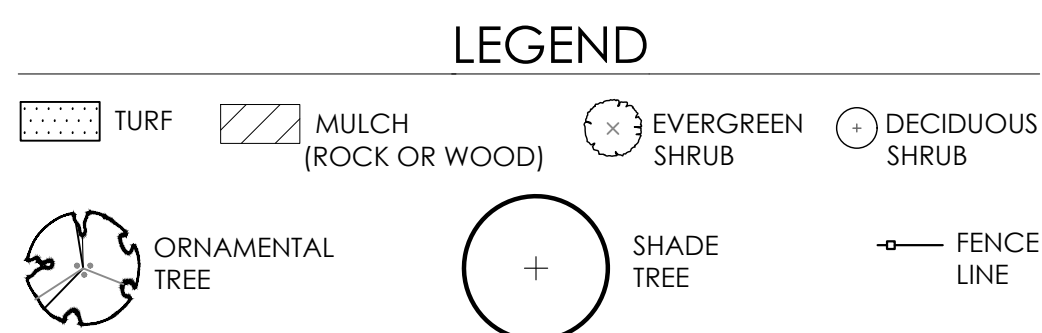 LEGEND
TURF
MULCH
(ROCK OR WOOD)
EVERGREEN
SHRUB
DECIDUOUS
SHRUB
ORNAMENTAL
TREE
SHADE
TREE
FENCE
LINE